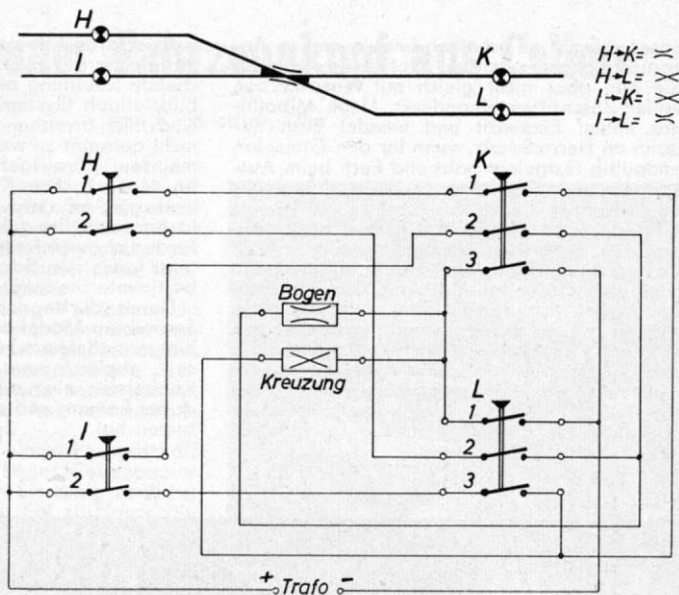 H
I
K
L
H→K=
H→L=
I→K=
I→L=
H
1
2
K
1
2
3
Bogen
Kreuzung
L
1
2
3
I
1
2
+ Trafo -